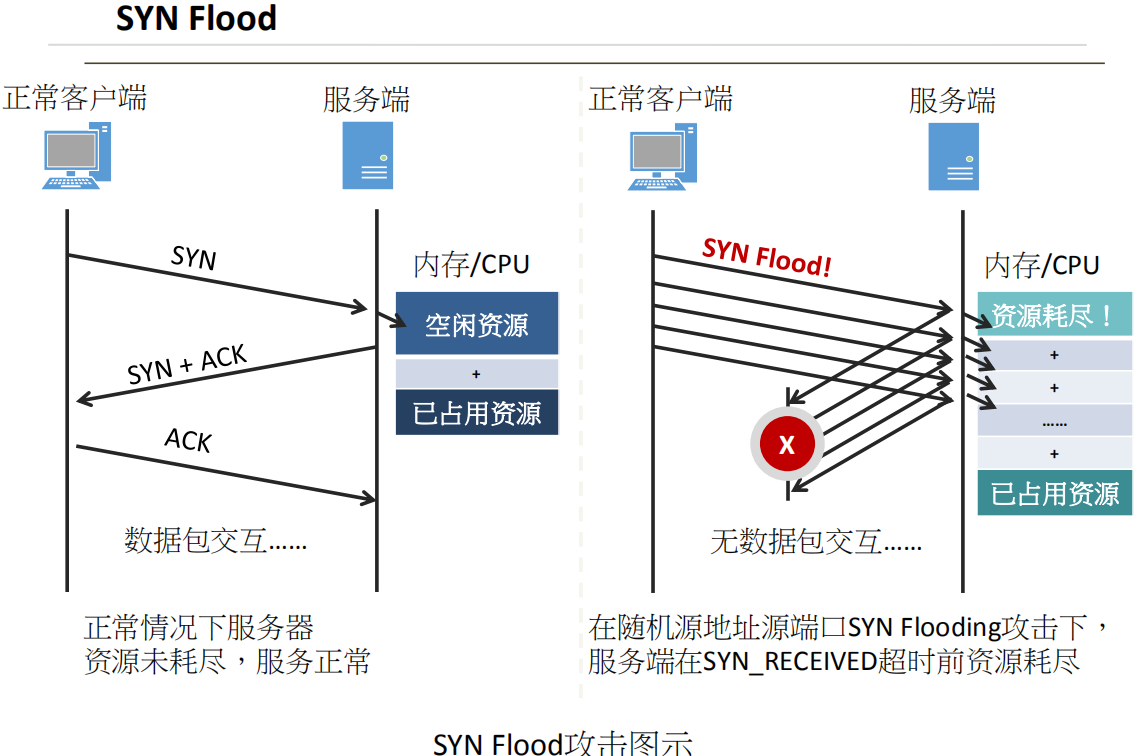 SYN Flood
正常客户端
服务端
SYN
内存/CPU
空闲资源
SYN + ACK
+
已占用资源
ACK
数据包交互......
正常情况下服务器
资源未耗尽，服务正常
正常客户端
服务端
SYN Flood!
内存/CPU
资源耗尽！
+
+
......
+
X
已占用资源
无数据包交互......
在随机源地址源端口SYN Flooding攻击下，
服务端在SYN_RECEIVED超时前资源耗尽
SYN Flood攻击图示